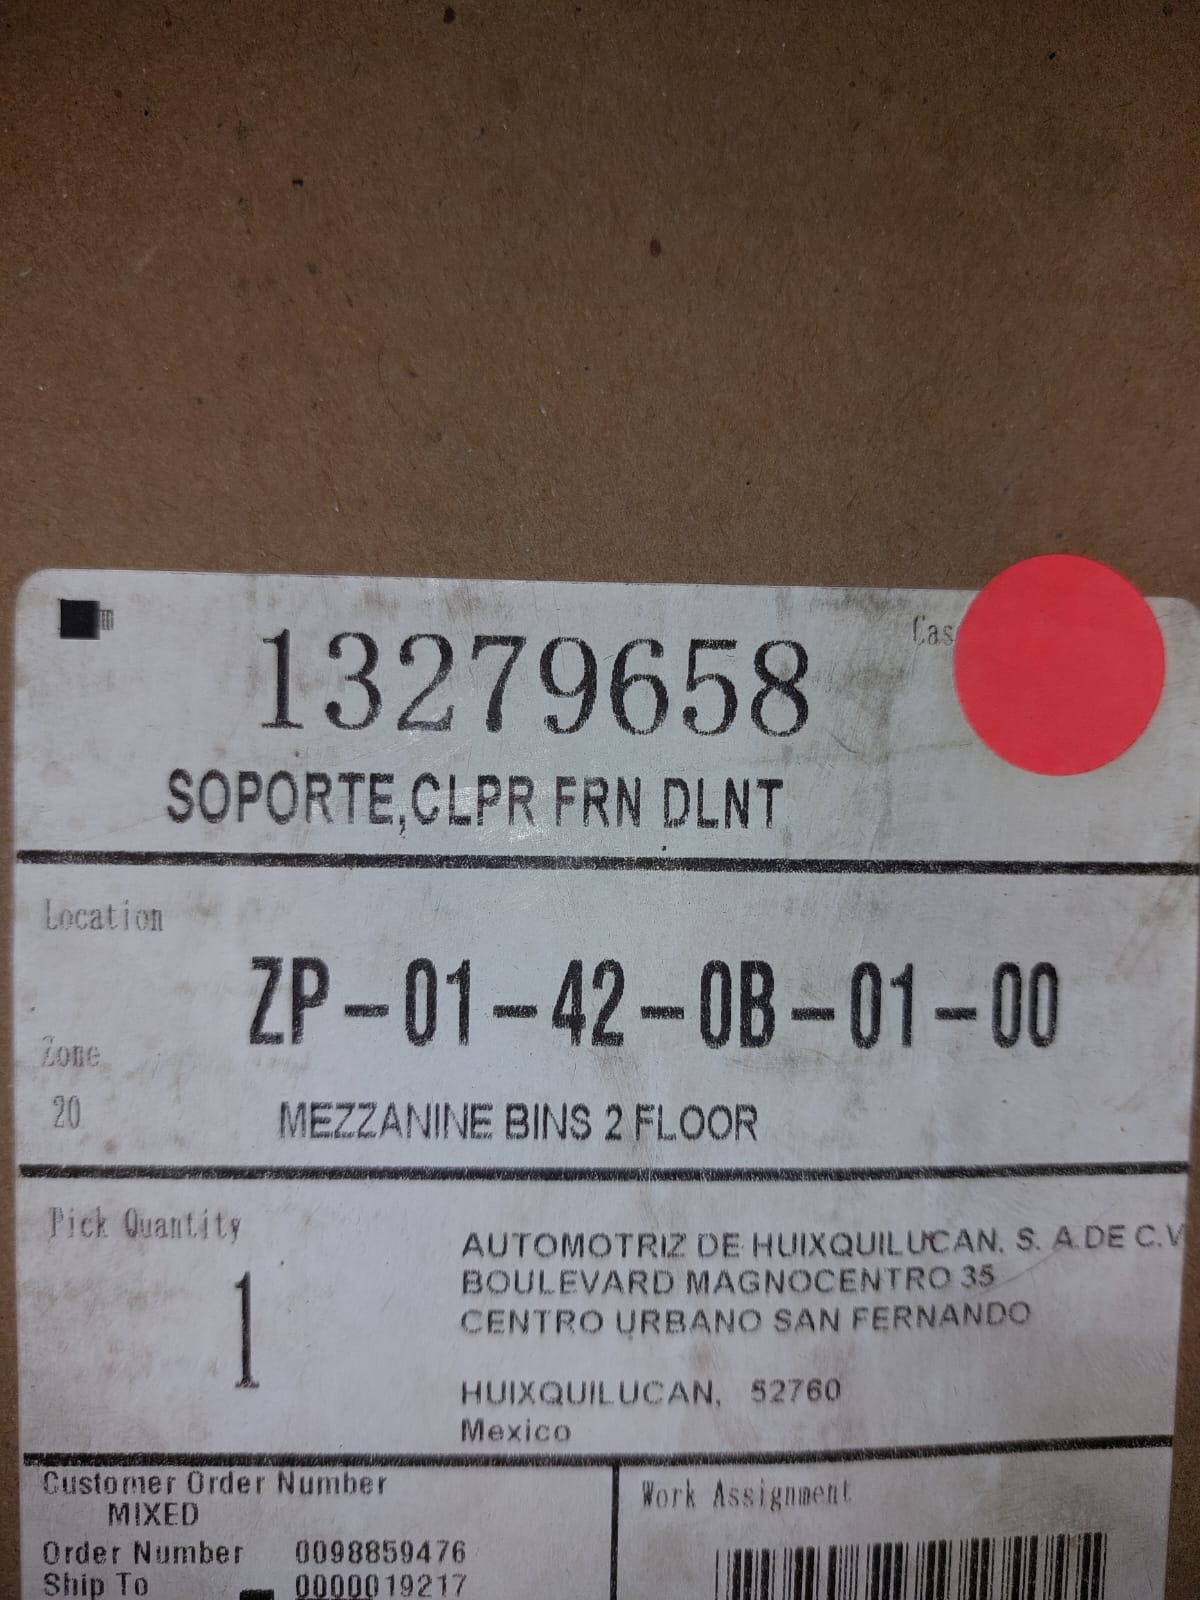 13279658
SOPORTE,CLPR FRN DLNT
Location
ZP-01-42-0B-01-00
Zone
20
MEZZANINE BINS 2 FLOOR
Pick Quantity
1
AUTOMOTRIZ DE HUIXQUILUCAN, S. A.DE C.V
BOULEVARD MAGNOCENTRO 35
CENTRO URBANO SAN FERNANDO
HUIXQUILUCAN, 52760
Mexico
Customer Order Number
MIXED
Order Number 0098859476
Ship To 0000019217
Work Assignment